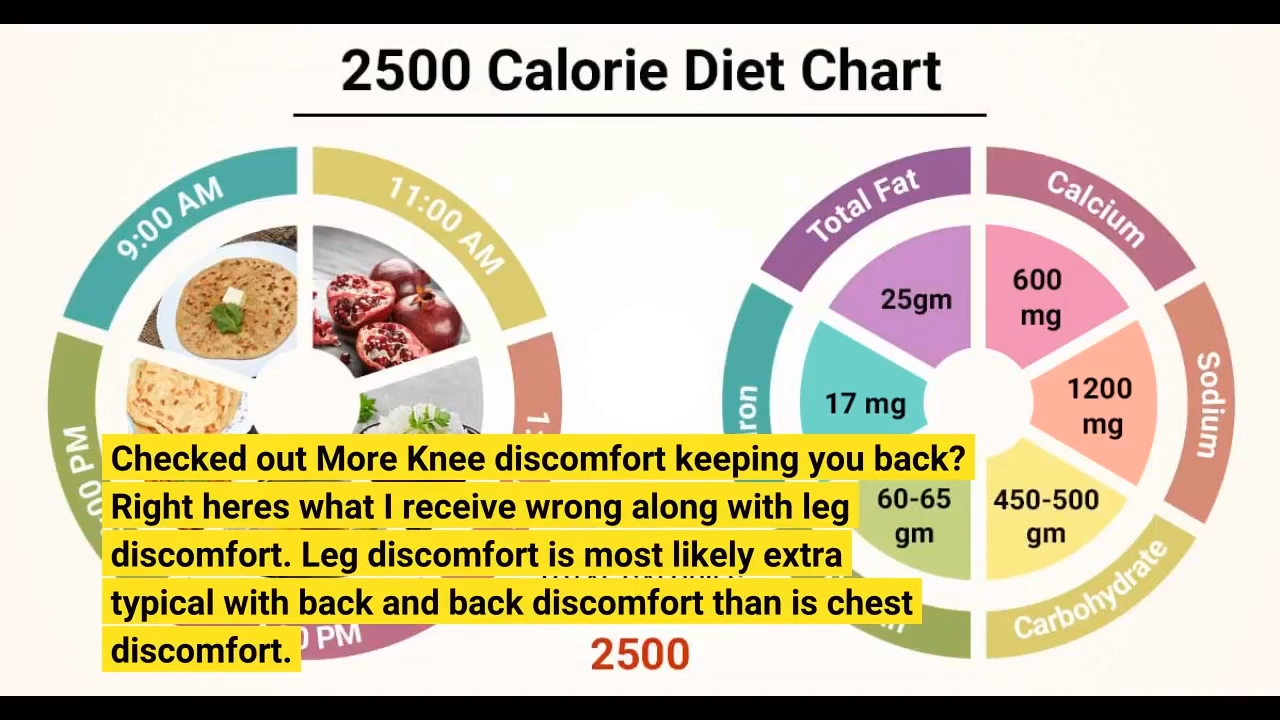 2500 Calorie Diet Chart
9:00 AM
11:00 AM
Total Fat
Calcium
25gm
600
mg
17 mg
1200
mg
Sodium
60-65
gm
450-500
gm
Carbohydrate
PM
PM
2500
Checked out More Knee discomfort keeping you back?
Right heres what I receive wrong along with leg
discomfort. Leg discomfort is most likely extra
typical with back and back discomfort than is chest
discomfort.